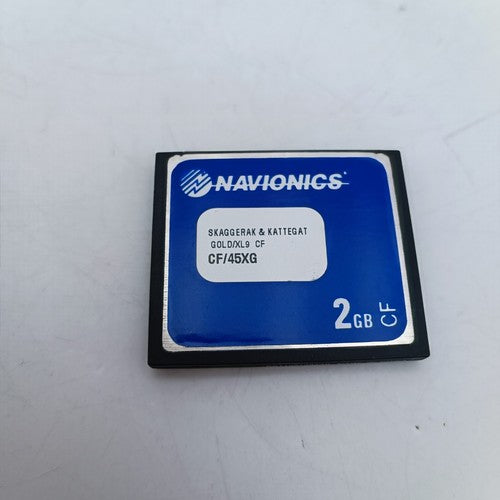 NAVIONICS
SKAGGERAK & KATTEGAT
GOLD/XL9 CF
CF/45XG
2GB CF